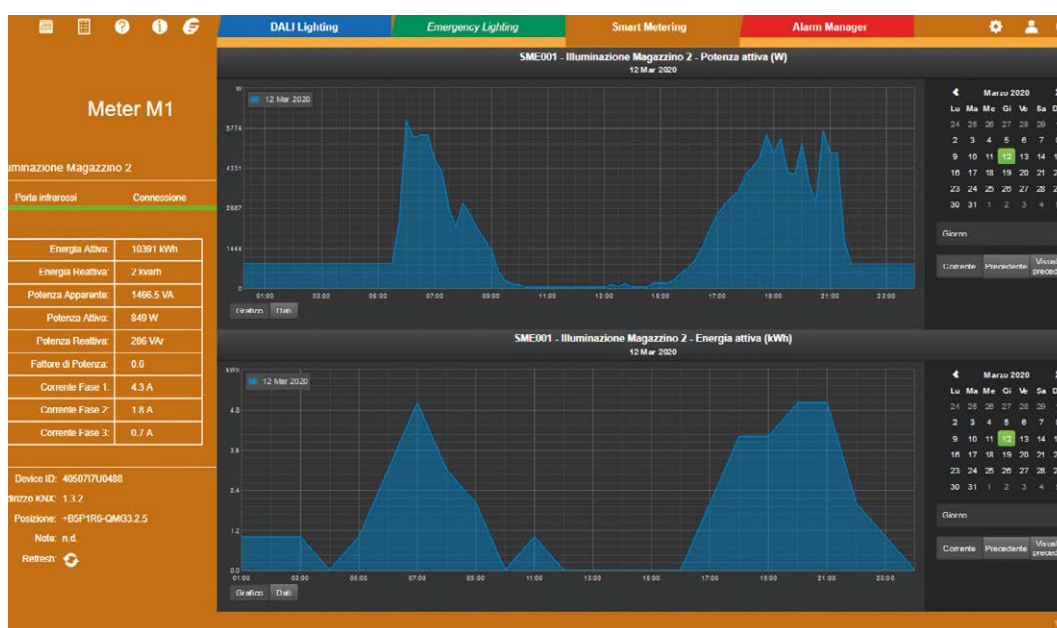 DALI Lighting
Emergency Lighting
Smart Metering
Alarm Manager
Meter M1
uminazione Magazzino 2
Porta infrarossi Connessione
Energia Attiva: 10391 kWh
Energia Reattiva: 2 kvarh
Potenza Apparente: 1466.5 VA
Potenza Attiva: 849 W
Potenza Reattiva: 286 VAr
Fattore di Potenza: 0.6
Corrente Fase 1: 4.3 A
Corrente Fase 2: 1.8 A
Corrente Fase 3: 0.7 A
Device ID: 40507I7U0488
dirizzo KNX: 1.3.2
Posizione: +B5P1R6-QMG3.2.5
Note: n.d.
Refresh:
SME001 - Illuminazione Magazzino 2 - Potenza attiva (W)
12 Mar 2020
W
12 Mar 2020
5774
4331
2887
1444
0
01:00 03:00 05:00 07:00 09:00 11:00 13:00 15:00 17:00 19:00 21:00 23:00
Grafico Dati
Marzo 2020
Lu Ma Me Gi Ve Sa D
24 25 26 27 28 29
2 3 4 5 6 7
9 10 11 12 13 14
16 17 18 19 20 21
23 24 25 26 27 28
30 31 1 2 3 4
Giorno
Corrente Precedente Visual
preced
SME001 - Illuminazione Magazzino 2 - Energia attiva (kWh)
12 Mar 2020
kWh
12 Mar 2020
4.8
3.6
2.4
1.2
0.0
01:00 03:00 05:00 07:00 09:00 11:00 13:00 15:00 17:00 19:00 21:00 23:00
Grafico Dati
Marzo 2020
Lu Ma Me Gi Ve Sa D
24 25 26 27 28 29
2 3 4 5 6 7
9 10 11 12 13 14
16 17 18 19 20 21
23 24 25 26 27 28
30 31 1 2 3 4
Giorno
Corrente Precedente Visual
preced